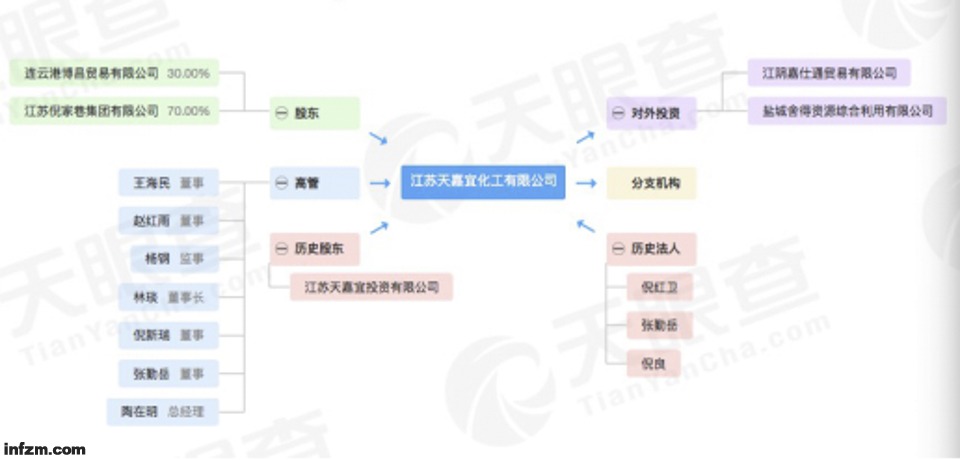 连云港博昌贸易有限公司 30.00%
江苏倪家巷集团有限公司 70.00%
股东
王海民 董事
赵红雨 董事
杨钢 监事
林琰 董事长
倪新瑞 董事
张勤岳 董事
陶在明 总经理
高管
历史股东
江苏天嘉宜投资有限公司
江苏天嘉宜化工有限公司
对外投资
江阴嘉仕通贸易有限公司
盐城舍得资源综合利用有限公司
分支机构
历史法人
倪红卫
张勤岳
倪良
天眼查
TianYanCha.com
infzm.com